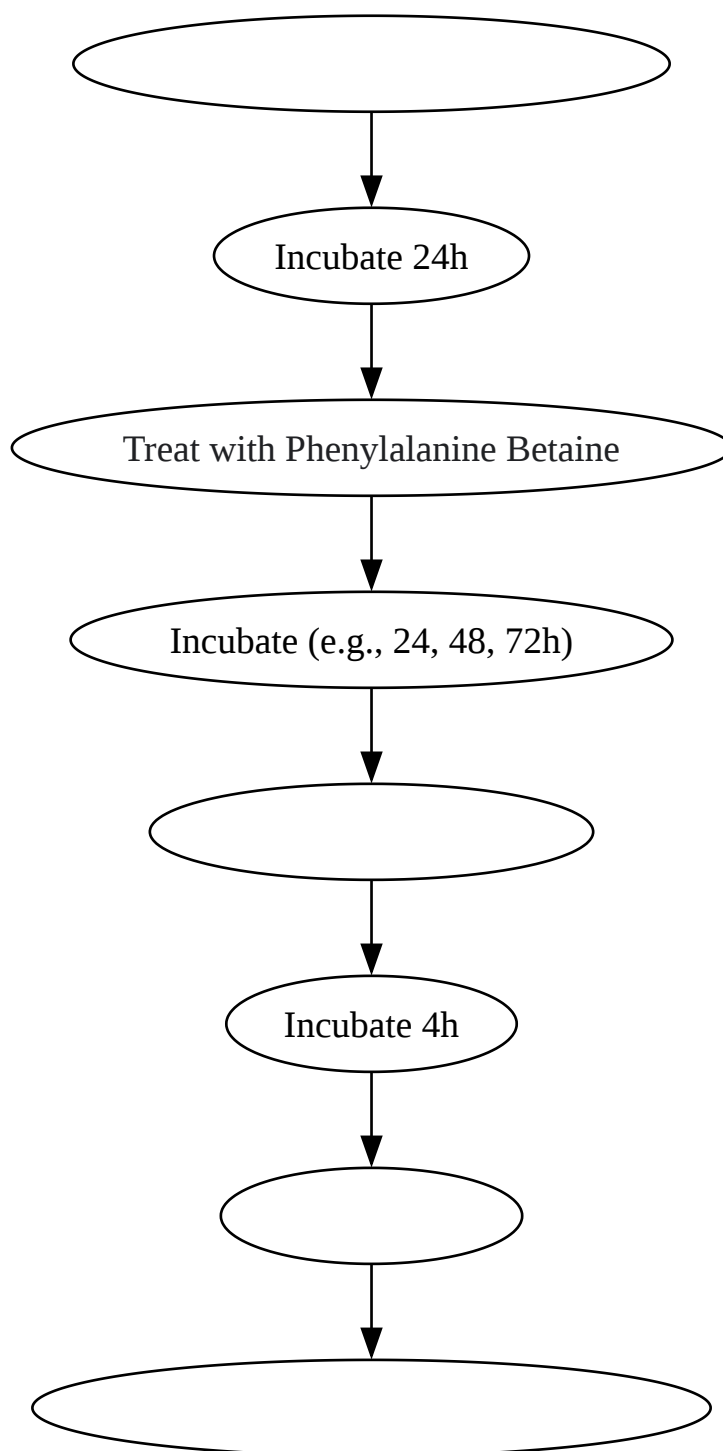 Incubate 24h
Treat with Phenylalanine Betaine
Incubate (e.g., 24, 48, 72h)
Incubate 4h